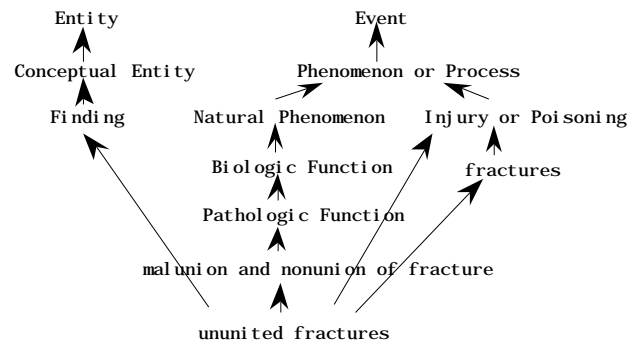 Entity Event
Conceptual Entity Phenomenon or Process
Finding Natural Phenomenon Injury or Poisoning
Biologic Function fractures
Pathologic Function
malunion and nonunion of fracture
ununited fractures